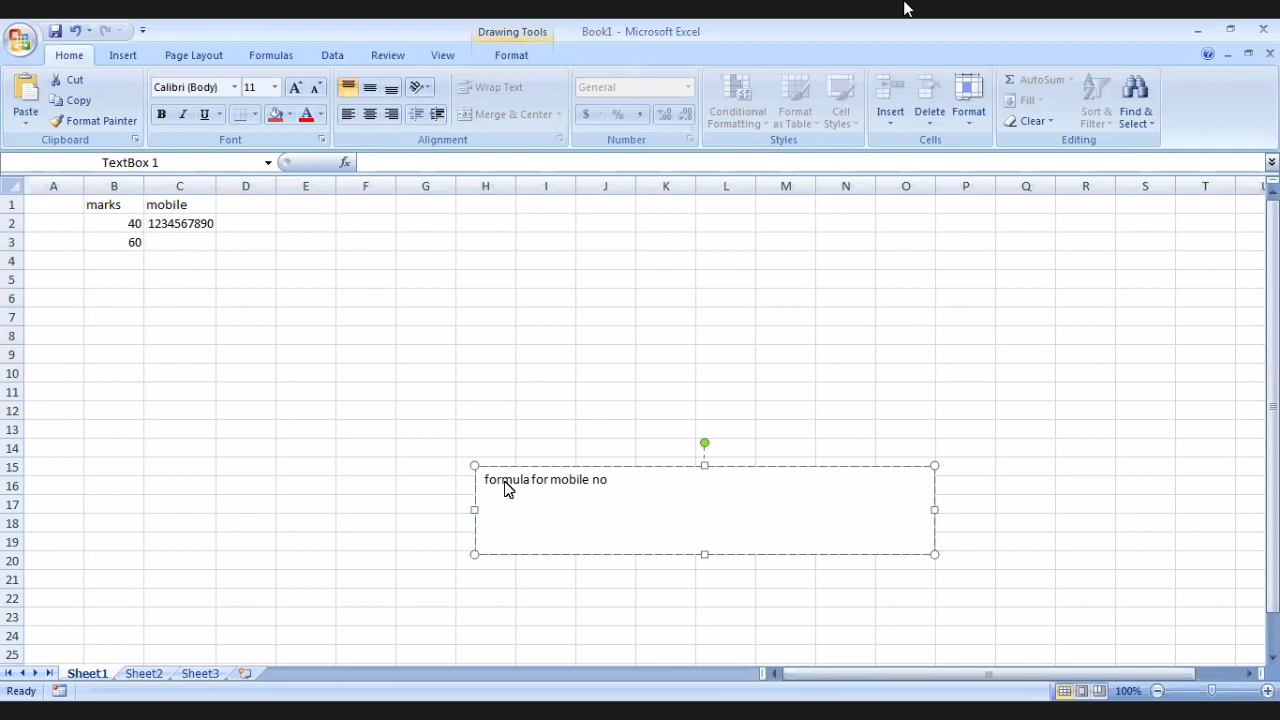 Drawing Tools Book1 - Microsoft Excel
Home Insert Page Layout Formulas Data Review View Format
Paste Cut Copy Format Painter Clipboard
Calibri (Body) 11 A A B I U A Font
Wrap Text Merge & Center Alignment
General $ % , Number
Conditional Formatting Format as Table Cell Styles Styles
Insert Delete Format Cells
Σ AutoSum Fill Clear Sort & Filter Find & Select Editing
TextBox 1 fx
A B C D E F G H I J K L M N O P Q R S T U
1 marks mobile
2 40 1234567890
3 60
4
5
6
7
8
9
10
11
12
13
14
15
16 formula for mobile no
17
18
19
20
21
22
23
24
25
Sheet1 Sheet2 Sheet3
Ready 100%